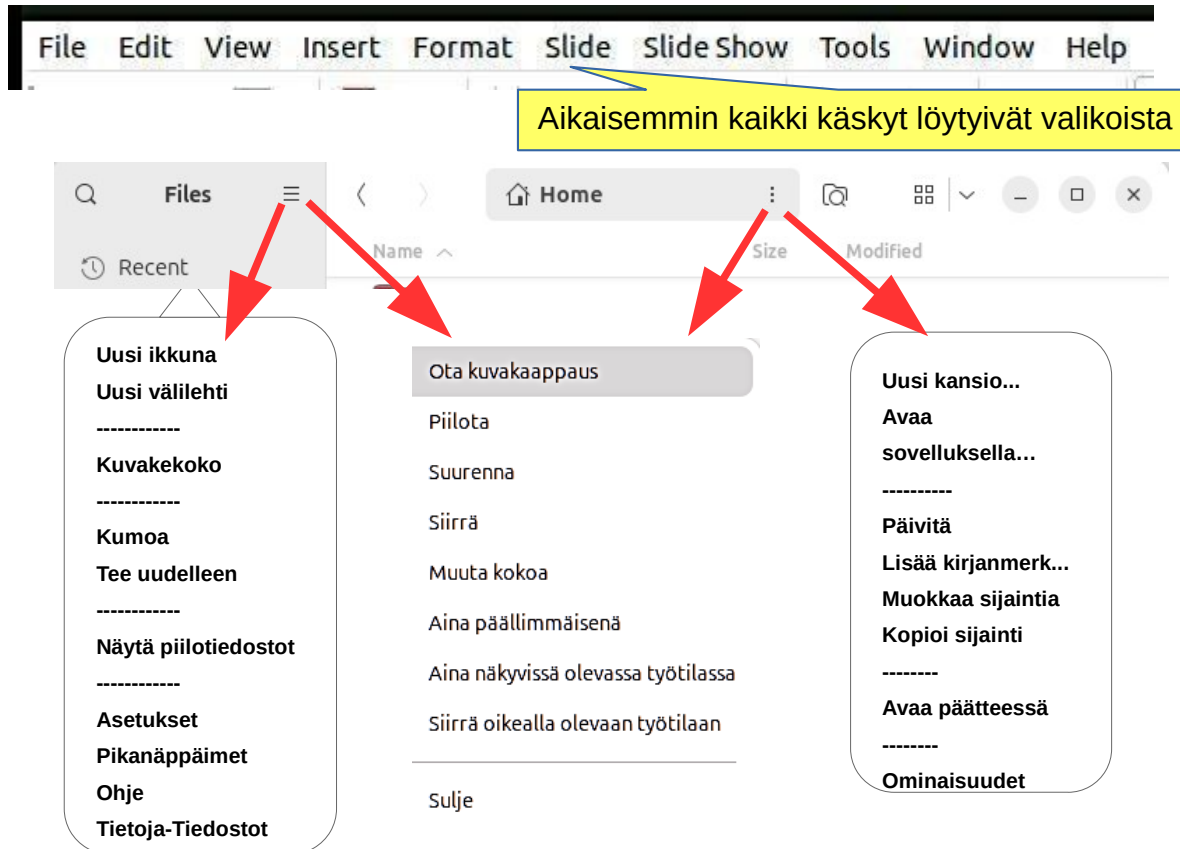 File Edit View Insert Format Slide Slide Show Tools Window Help
Aikaisemmin kaikki käskyt löytyivät valikoista
Files
Home
Recent
Name
Size
Modified
Uusi ikkuna
Uusi välilehti
------------
Kuvakekoko
------------
Kumoa
Tee uudelleen
------------
Näytä piilotiedostot
------------
Asetukset
Pikanäppäimet
Ohje
Tietoja-Tiedostot
Ota kuvakaappaus
Piilota
Suurenna
Siirrä
Muuta kokoa
Aina päällimmäisenä
Aina näkyvissä olevassa työtilassa
Siirrä oikealla olevaan työtilaan
Sulje
Uusi kansio...
Avaa
sovelluksella…
----------
Päivitä
Lisää kirjanmerk...
Muokkaa sijaintia
Kopioi sijainti
--------
Avaa päätteessä
--------
Ominaisuudet